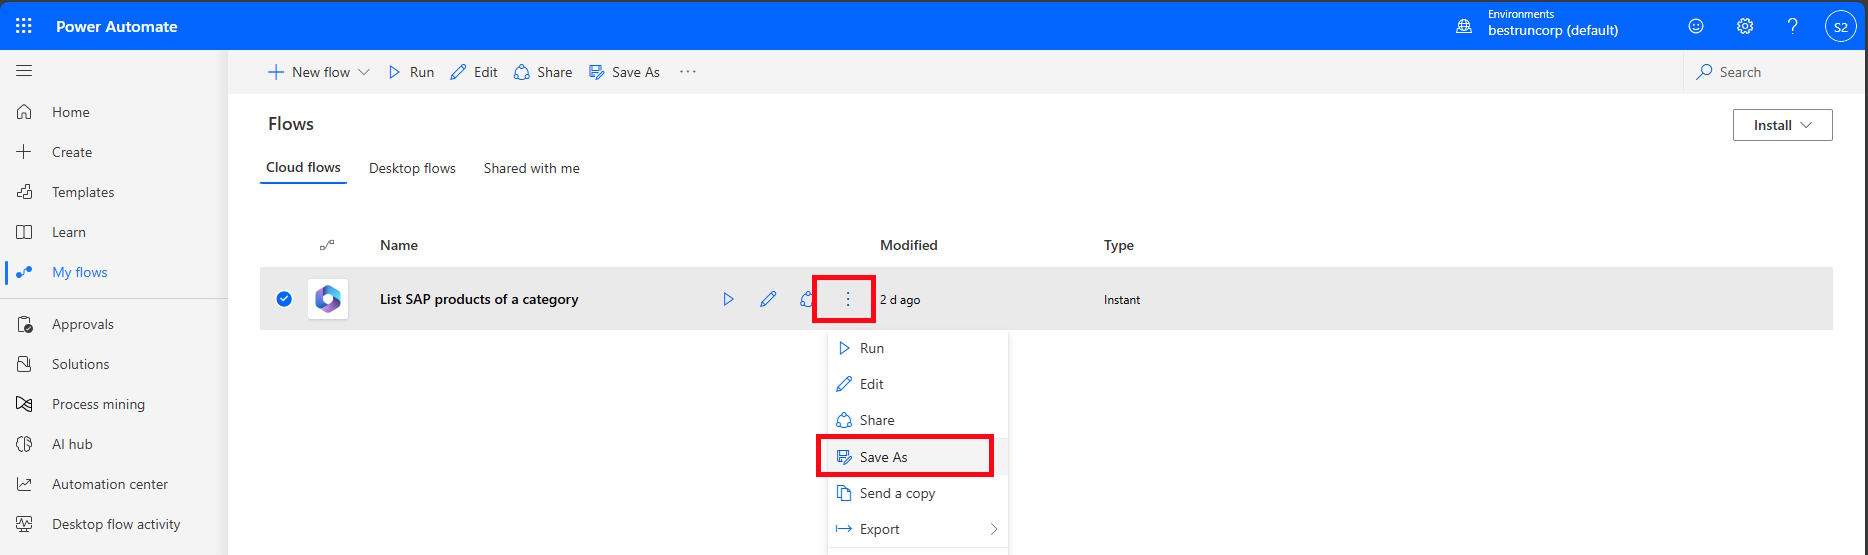 Power Automate
Environments
bestruncorp (default)
S2
New flow
Run
Edit
Share
Save As
Search
Home
Create
Templates
Learn
My flows
Approvals
Solutions
Process mining
AI hub
Automation center
Desktop flow activity
Flows
Install
Cloud flows
Desktop flows
Shared with me
Name
Modified
Type
List SAP products of a category
2 d ago
Instant
Run
Edit
Share
Save As
Send a copy
Export